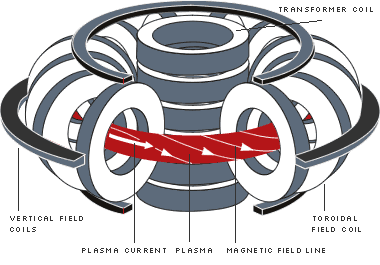 TRANSFORMER COIL
VERTICAL FIELD
COILS
TOROIDAL
FIELD COIL
PLASMA CURRENT
PLASMA
MAGNETIC FIELD LINE